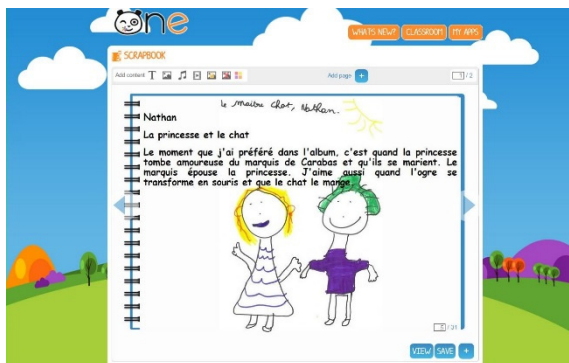 One
WHAT'S NEW?
CLASSROOM
MY APPS
SCRAPBOOK
Add content T
Add page +
1 / 2
le maitre chat, Nathan.
Nathan
La princesse et le chat
Le moment que j'ai préféré dans l'album, c'est quand la princesse
tombe amoureuse du marquis de Carabas et qu'ils se marient. Le
marquis épouse la princesse. J'aime aussi quand l'ogre se
transforme en souris et que le chat le mange.
/ 21
VIEW
SAVE
+